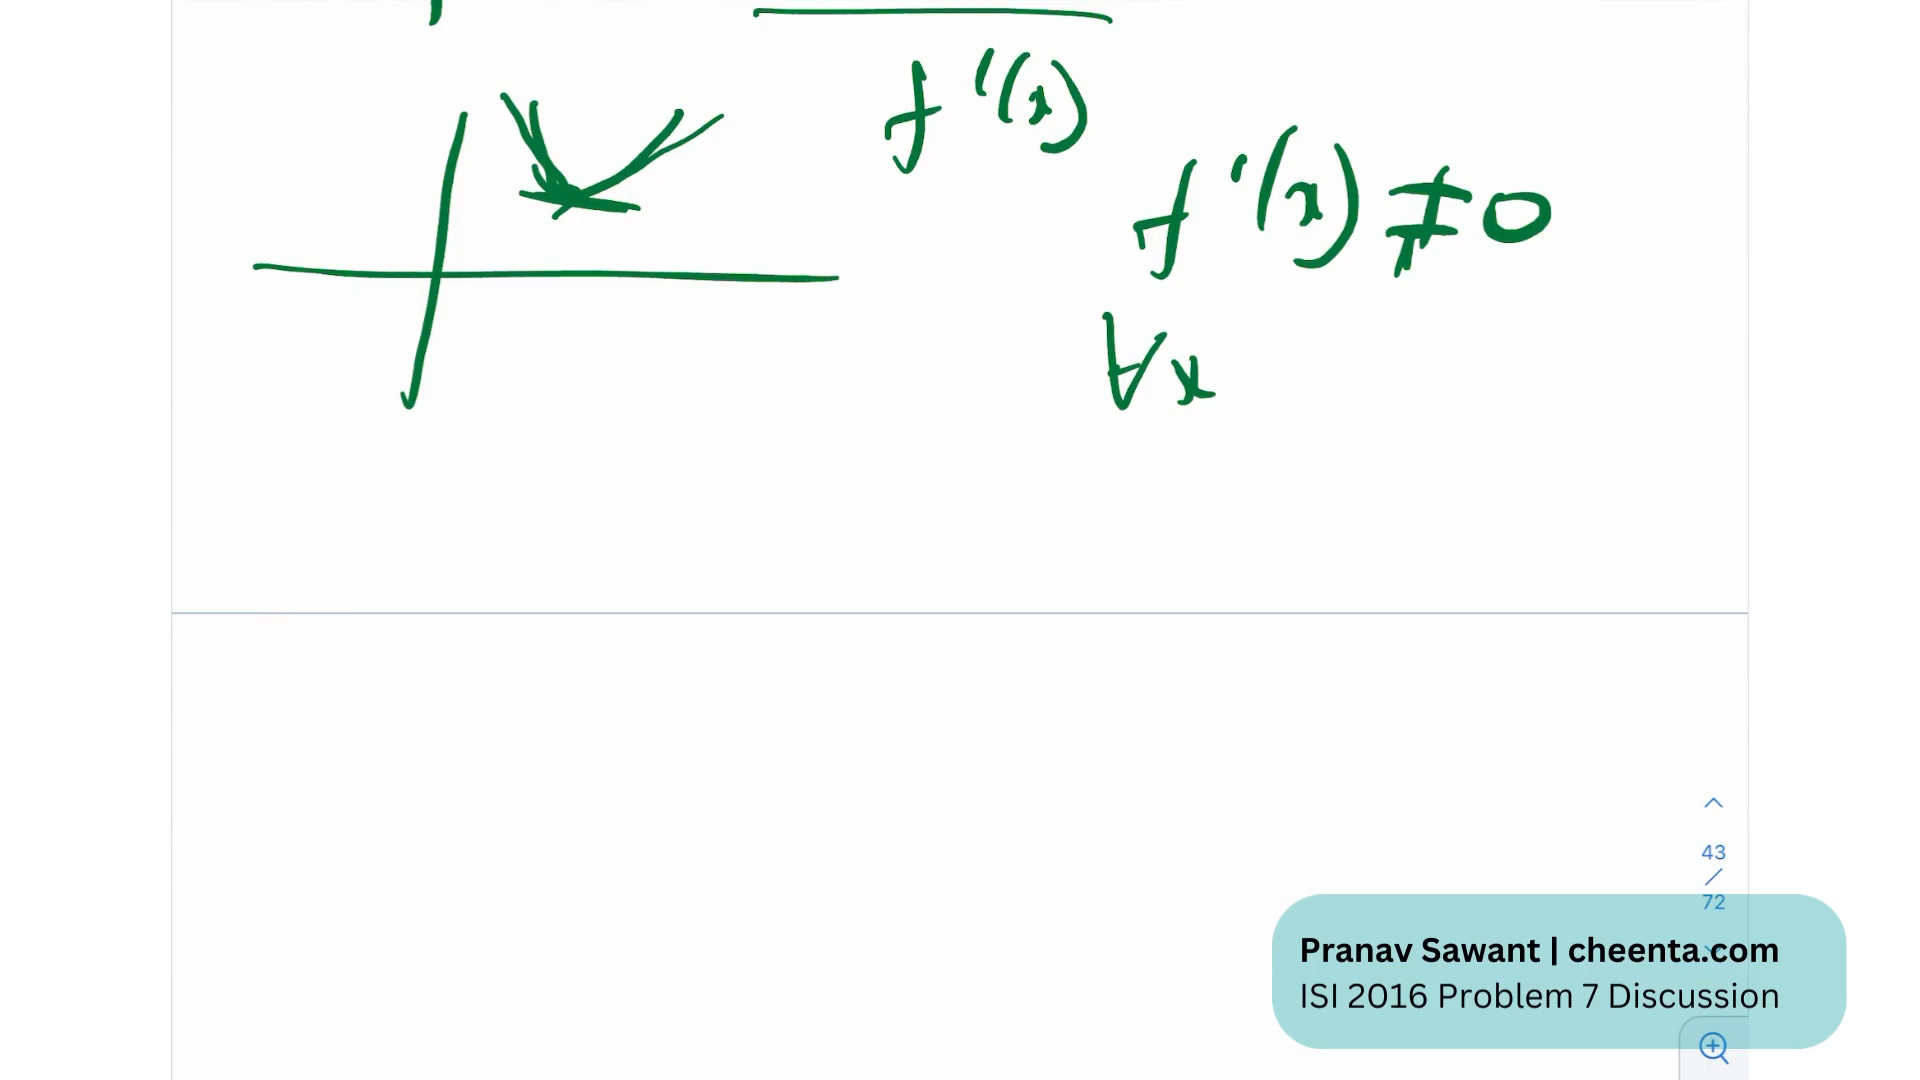 f'(x)
f'(x) ≠ 0
∀x
43
/
72
Pranav Sawant | cheenta.com
ISI 2016 Problem 7 Discussion